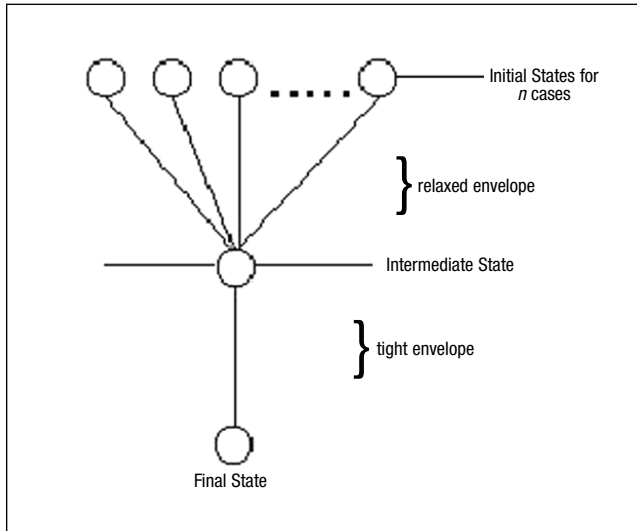 Initial States for
n cases
relaxed envelope
Intermediate State
tight envelope
Final State